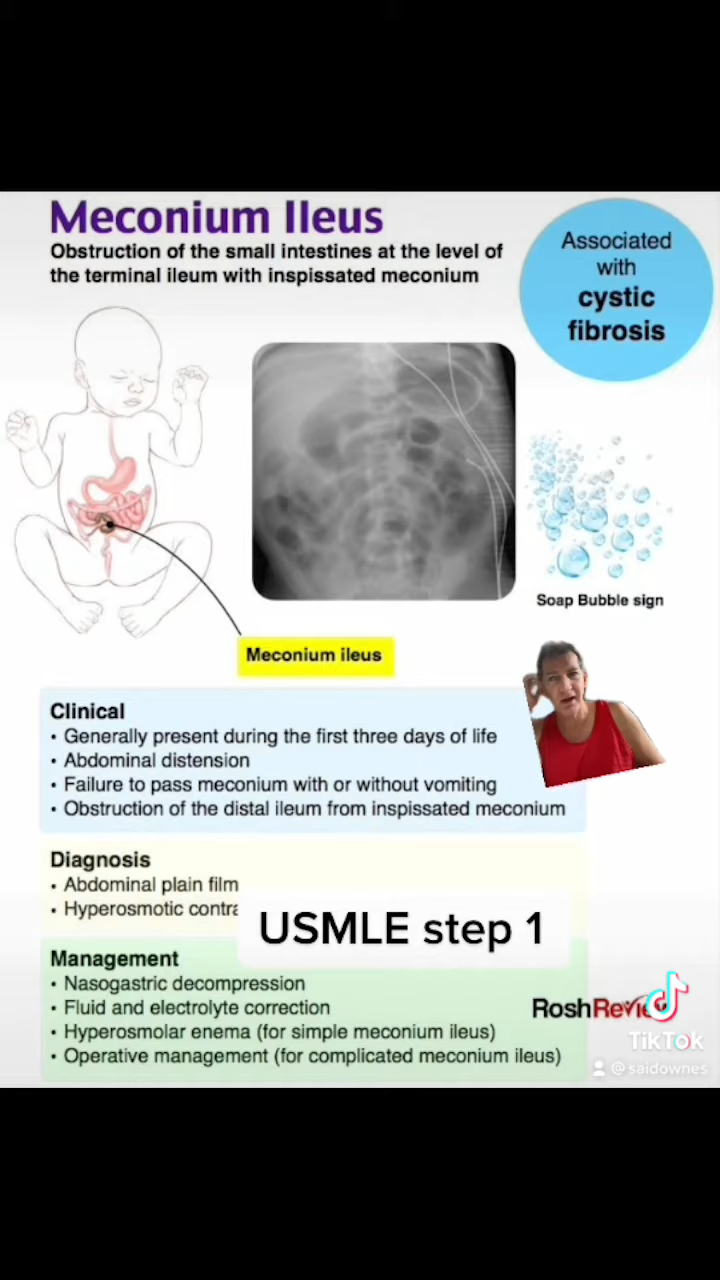 Meconium Ileus
Obstruction of the small intestines at the level of
the terminal ileum with inspissated meconium
Associated
with
cystic
fibrosis
Soap Bubble sign
Meconium ileus
Clinical
• Generally present during the first three days of life
• Abdominal distension
• Failure to pass meconium with or without vomiting
• Obstruction of the distal ileum from inspissated meconium
Diagnosis
• Abdominal plain film
• Hyperosmotic
USMLE step 1
Management
• Nasogastric decompression
• Fluid and electrolyte correction
• Hyperosmolar enema (for simple meconium ileus)
• Operative management (for complicated meconium ileus)
RoshReview
TikTok
@saidownes